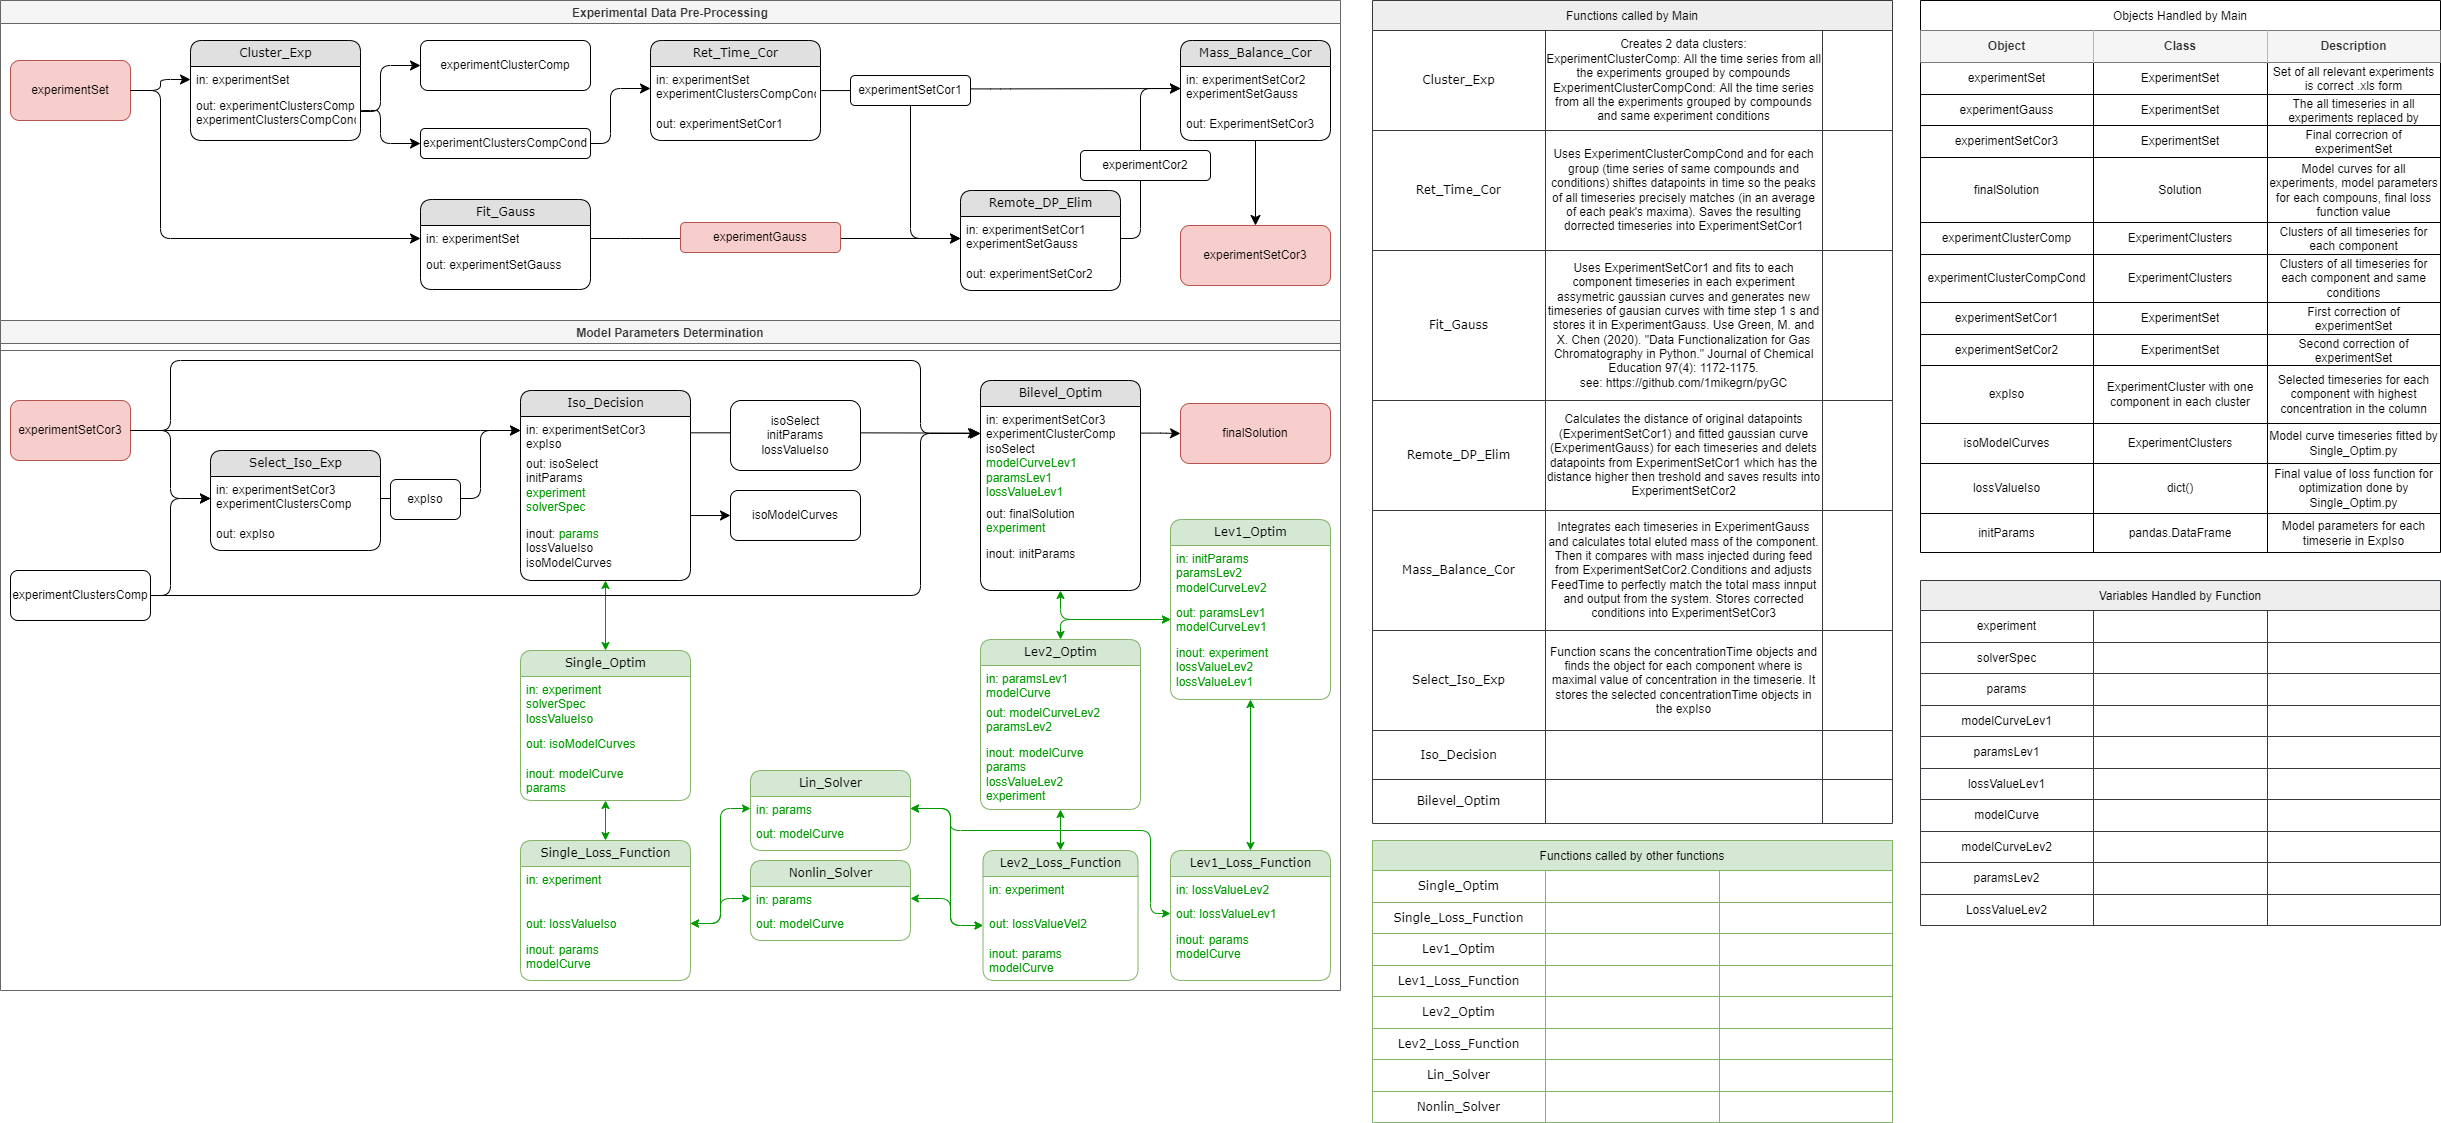 Experimental Data Pre-Processing
experimentSet
Cluster_Exp
in: experimentSet
out: experimentClustersComp
experimentClustersCompCond
experimentClusterComp
experimentClustersCompCond
Ret_Time_Cor
in: experimentSet
experimentClustersCompCond
out: experimentSetCor1
experimentSetCor1
Mass_Balance_Cor
in: experimentSetCor2
experimentSetGauss
out: ExperimentSetCor3
experimentCor2
Fit_Gauss
in: experimentSet
out: experimentSetGauss
experimentGauss
Remote_DP_Elim
in: experimentSetCor1
experimentSetGauss
out: experimentSetCor2
experimentSetCor3
Model Parameters Determination
experimentSetCor3
Select_Iso_Exp
in: experimentSetCor3
experimentClustersComp
out: expIso
expIso
experimentClustersComp
Iso_Decision
in: experimentSetCor3
expIso
out: isoSelect
initParams
experiment
solverSpec
inout: params
lossValueIso
isoModelCurves
isoSelect
initParams
lossValueIso
isoModelCurves
Bilevel_Optim
in: experimentSetCor3
experimentClusterComp
isoSelect
modelCurveLev1
paramsLev1
lossValueLev1
out: finalSolution
experiment
inout: initParams
finalSolution
Lev1_Optim
in: initParams
paramsLev2
modelCurveLev2
out: paramsLev1
modelCurveLev1
inout: experiment
lossValueLev2
lossValueLev1
Single_Optim
in: experiment
solverSpec
lossValueIso
out: isoModelCurves
inout: modelCurve
params
Lev2_Optim
in: paramsLev1
modelCurve
out: modelCurveLev2
paramsLev2
inout: modelCurve
params
lossValueLev2
experiment
Lin_Solver
in: params
out: modelCurve
Nonlin_Solver
in: params
out: modelCurve
Single_Loss_Function
in: experiment
out: lossValueIso
inout: params
modelCurve
Lev2_Loss_Function
in: experiment
out: lossValueVel2
inout: params
modelCurve
Lev1_Loss_Function
in: lossValueLev2
out: lossValueLev1
inout: params
modelCurve
Functions called by Main
Cluster_Exp
Creates 2 data clusters:
ExperimentClusterComp: All the time series from all
the experiments grouped by compounds
ExperimentClusterCompCond: All the time series
from all the experiments grouped by compounds
and same experiment conditions
Ret_Time_Cor
Uses ExperimentClusterCompCond and for each
group (time series of same compounds and
conditions) shiftes datapoints in time so the peaks
of all timeseries precisely matches (in an average
of each peak's maxima). Saves the resulting
dorrected timeseries into ExperimentSetCor1
Fit_Gauss
Uses ExperimentSetCor1 and fits to each
component timeseries in each experiment
assymetric gaussian curves and generates new
timeseries of gausian curves with time step 1 s and
stores it in ExperimentGauss. Use Green, M. and
X. Chen (2020). "Data Functionalization for Gas
Chromatography in Python." Journal of Chemical
Education 97(4): 1172-1175.
see: https://github.com/1mikegrn/pyGC
Remote_DP_Elim
Calculates the distance of original datapoints
(ExperimentSetCor1) and fitted gaussian curve
(ExperimentGauss) for each timeseries and delets
datapoints from ExperimentSetCor1 which has the
distance higher then treshold and saves results into
ExperimentSetCor2
Mass_Balance_Cor
Integrates each timeseries in ExperimentGauss
and calculates total eluted mass of the component.
Then it compares with mass injected during feed
from ExperimentSetCor2.Conditions and adjusts
FeedTime to perfectly match the total mass innput
and output from the system. Stores corrected
conditions into ExperimentSetCor3
Select_Iso_Exp
Function scans the concentrationTime objects and
finds the object for each component where is
maximal value of concentration in the timeserie. It
stores the selected concentrationTime objects in
the expIso
Iso_Decision
Bilevel_Optim
Functions called by other functions
Single_Optim
Single_Loss_Function
Lev1_Optim
Lev1_Loss_Function
Lev2_Optim
Lev2_Loss_Function
Lin_Solver
Nonlin_Solver
Objects Handled by Main
Object Class Description
experimentSet ExperimentSet Set of all relevant experiments
is correct .xls form
experimentGauss ExperimentSet The all timeseries in all
experiments replaced by
experimentSetCor3 ExperimentSet Final correcrion of
experimentSet
finalSolution Solution Model curves for all
experiments, model parameters
for each compouns, final loss
function value
experimentClusterComp ExperimentClusters Clusters of all timeseries for
each component
experimentClusterCompCond ExperimentClusters Clusters of all timeseries for
each component and same
conditions
experimentSetCor1 ExperimentSet First correction of
experimentSet
experimentSetCor2 ExperimentSet Second correction of
experimentSet
expIso ExperimentCluster with one
component in each cluster Selected timeseries for each
component with highest
concentration in the column
isoModelCurves ExperimentClusters Model curve timeseries fitted by
Single_Optim.py
lossValueIso dict() Final value of loss function for
optimization done by
Single_Optim.py
initParams pandas.DataFrame Model parameters for each
timeserie in ExpIso
Variables Handled by Function
experiment
solverSpec
params
modelCurveLev1
paramsLev1
lossValueLev1
modelCurve
modelCurveLev2
paramsLev2
LossValueLev2